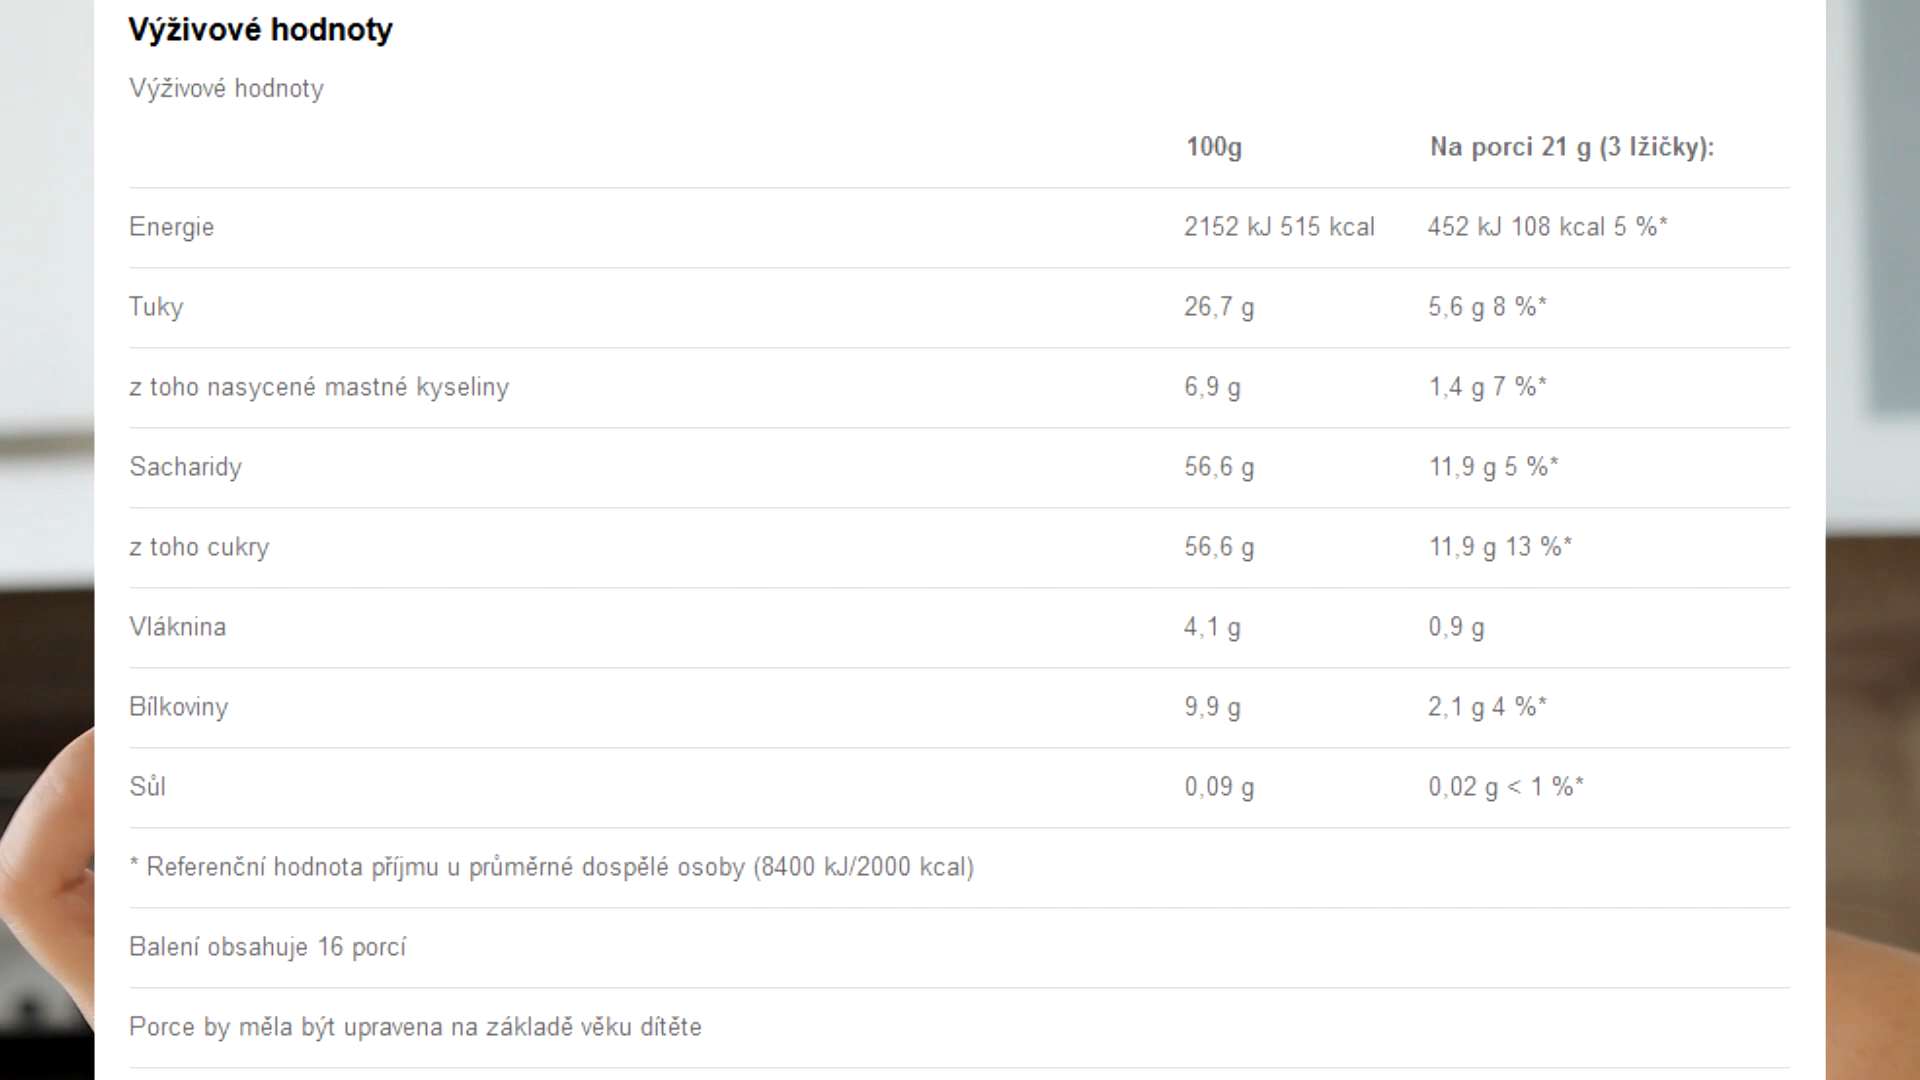 Výživové hodnoty
Výživové hodnoty
100g Na porci 21 g (3 lžičky):
Energie 2152 kJ 515 kcal 452 kJ 108 kcal 5 %*
Tuky 26,7 g 5,6 g 8 %*
z toho nasycené mastné kyseliny 6,9 g 1,4 g 7 %*
Sacharidy 56,6 g 11,9 g 5 %*
z toho cukry 56,6 g 11,9 g 13 %*
Vláknina 4,1 g 0,9 g
Bílkoviny 9,9 g 2,1 g 4 %*
Sůl 0,09 g 0,02 g < 1 %*
* Referenční hodnota příjmu u průměrné dospělé osoby (8400 kJ/2000 kcal)
Balení obsahuje 16 porcí
Porce by měla být upravena na základě věku dítěte